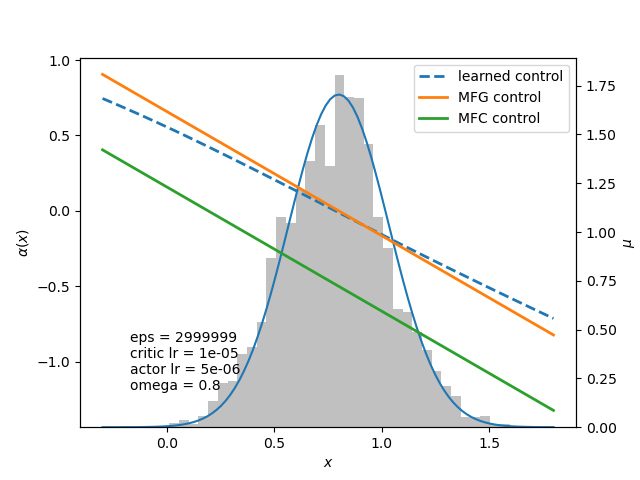 learned control
MFG control
MFC control
1.0
0.5
0.0
−0.5
−1.0
α(x)
eps = 2999999
critic lr = 1e-05
actor lr = 5e-06
omega = 0.8
1.75
1.50
1.25
1.00
0.75
0.50
0.25
0.00
μ
0.0 0.5 1.0 1.5
x